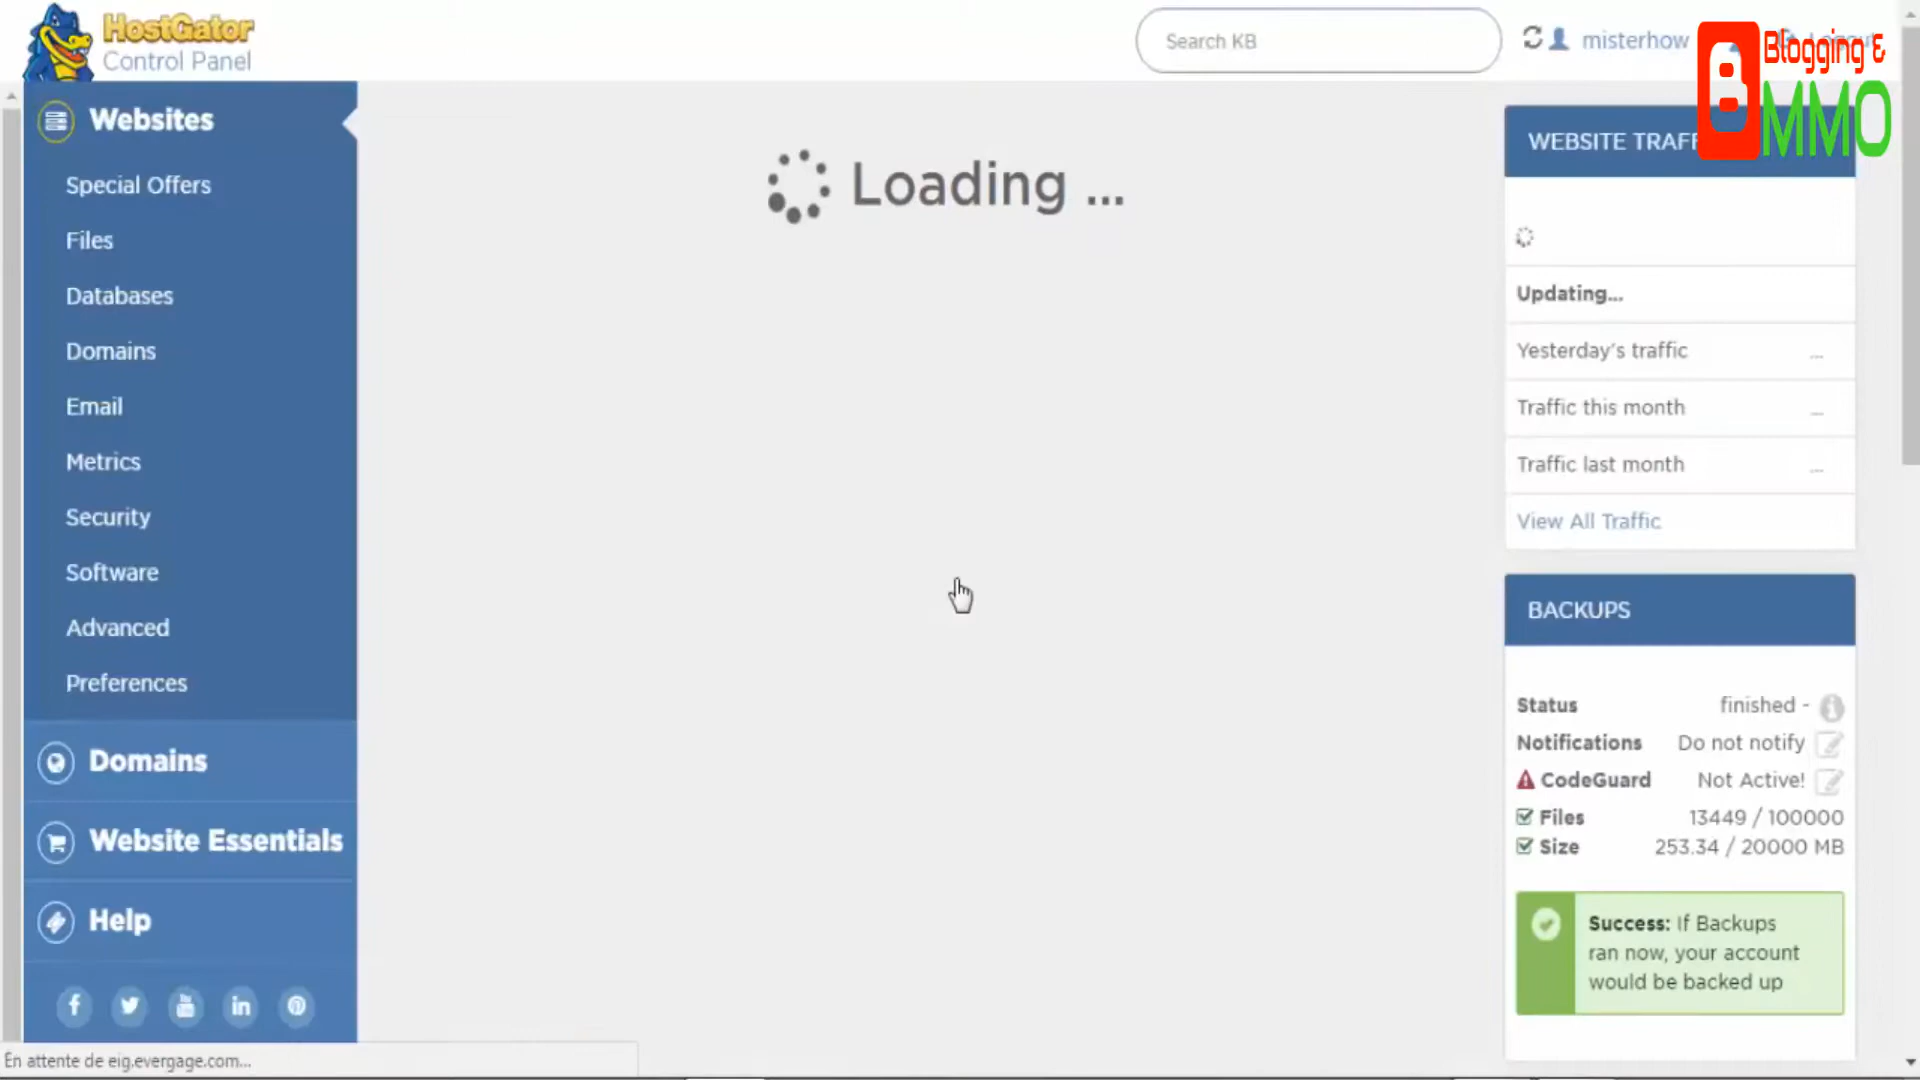 HostGator
Control Panel
Search KB
misterhow
Blogging &
MMO
Websites
Special Offers
Files
Databases
Domains
Email
Metrics
Security
Software
Advanced
Preferences
Domains
Website Essentials
Help
En attente de eig.evergage.com...
Loading ...
WEBSITE TRAFF
Updating...
Yesterday's traffic ...
Traffic this month ...
Traffic last month ...
View All Traffic
BACKUPS
Status finished -
Notifications Do not notify
CodeGuard Not Active!
Files 13449 / 100000
Size 253.34 / 20000 MB
Success: If Backups
ran now, your account
would be backed up